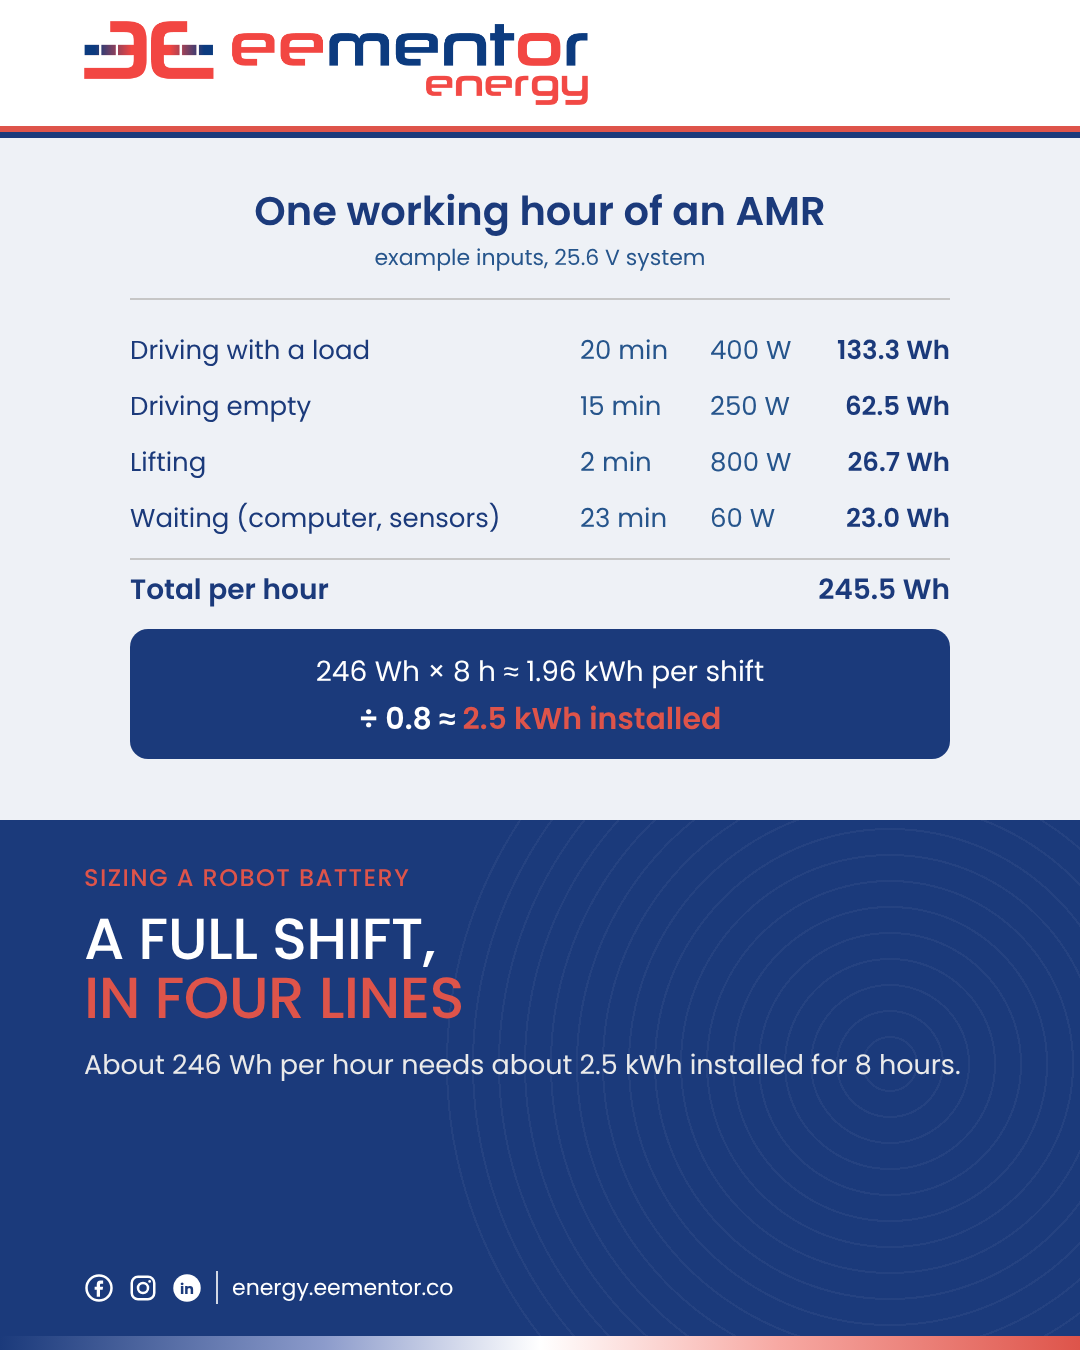 eementor
energy
One working hour of an AMR
example inputs, 25.6 V system
Driving with a load 20 min 400 W 133.3 Wh
Driving empty 15 min 250 W 62.5 Wh
Lifting 2 min 800 W 26.7 Wh
Waiting (computer, sensors) 23 min 60 W 23.0 Wh
Total per hour 245.5 Wh
246 Wh × 8 h ≈ 1.96 kWh per shift
÷ 0.8 ≈ 2.5 kWh installed
SIZING A ROBOT BATTERY
A FULL SHIFT,
IN FOUR LINES
About 246 Wh per hour needs about 2.5 kWh installed for 8 hours.
energy.eementor.co